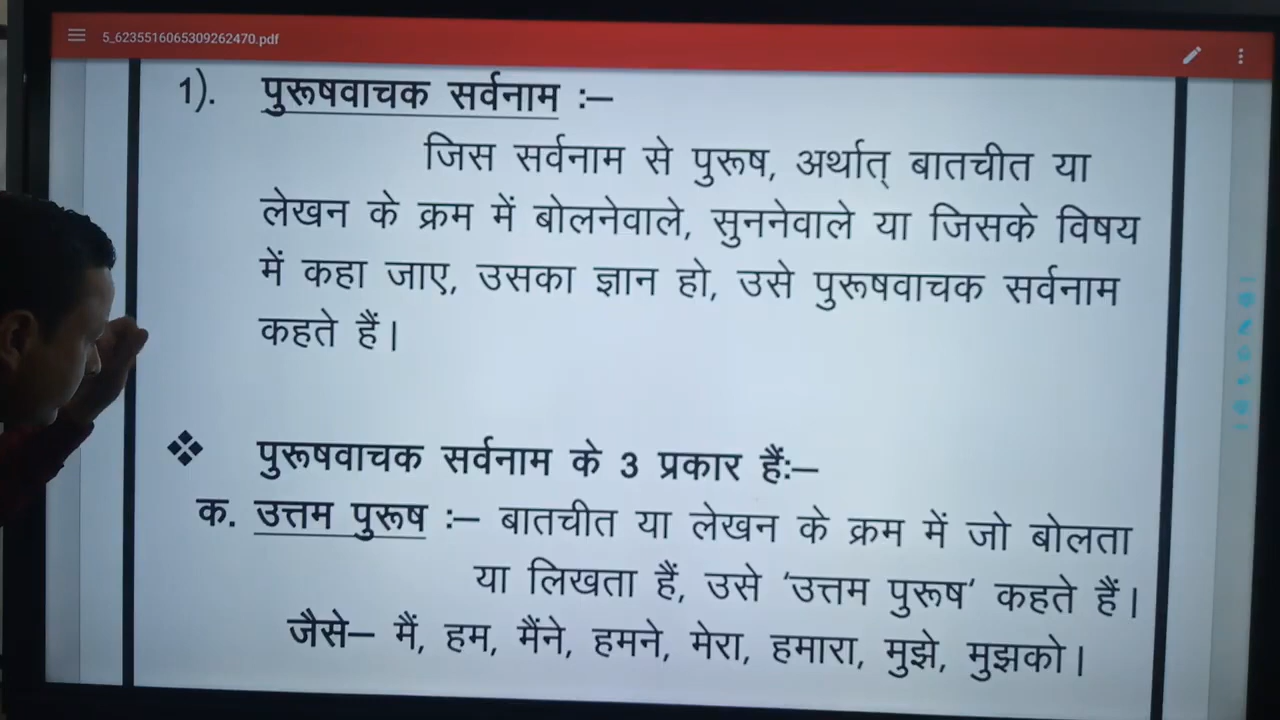 5_6235516065309262470.pdf
1). पुरूषवाचक सर्वनाम :–
जिस सर्वनाम से पुरूष, अर्थात् बातचीत या
लेखन के क्रम में बोलनेवाले, सुननेवाले या जिसके विषय
में कहा जाए, उसका ज्ञान हो, उसे पुरूषवाचक सर्वनाम
कहते हैं।
❖ पुरूषवाचक सर्वनाम के 3 प्रकार हैं:–
क. उत्तम पुरूष :– बातचीत या लेखन के क्रम में जो बोलता
या लिखता हैं, उसे 'उत्तम पुरूष' कहते हैं।
जैसे– मैं, हम, मैंने, हमने, मेरा, हमारा, मुझे, मुझको।